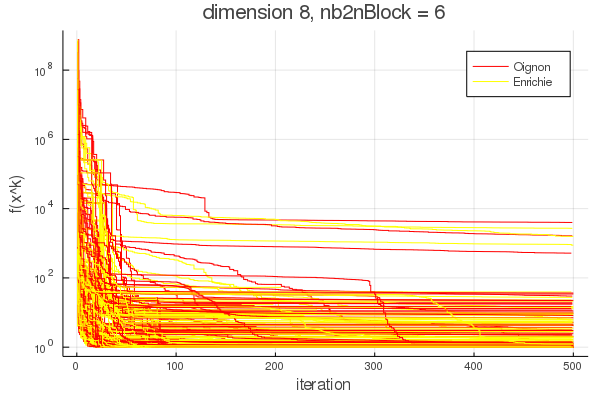 dimension 8, nb2nBlock = 6
Oignon
Enrichie
f(x^k)
10^8
10^6
10^4
10^2
10^0
0 100 200 300 400 500
iteration